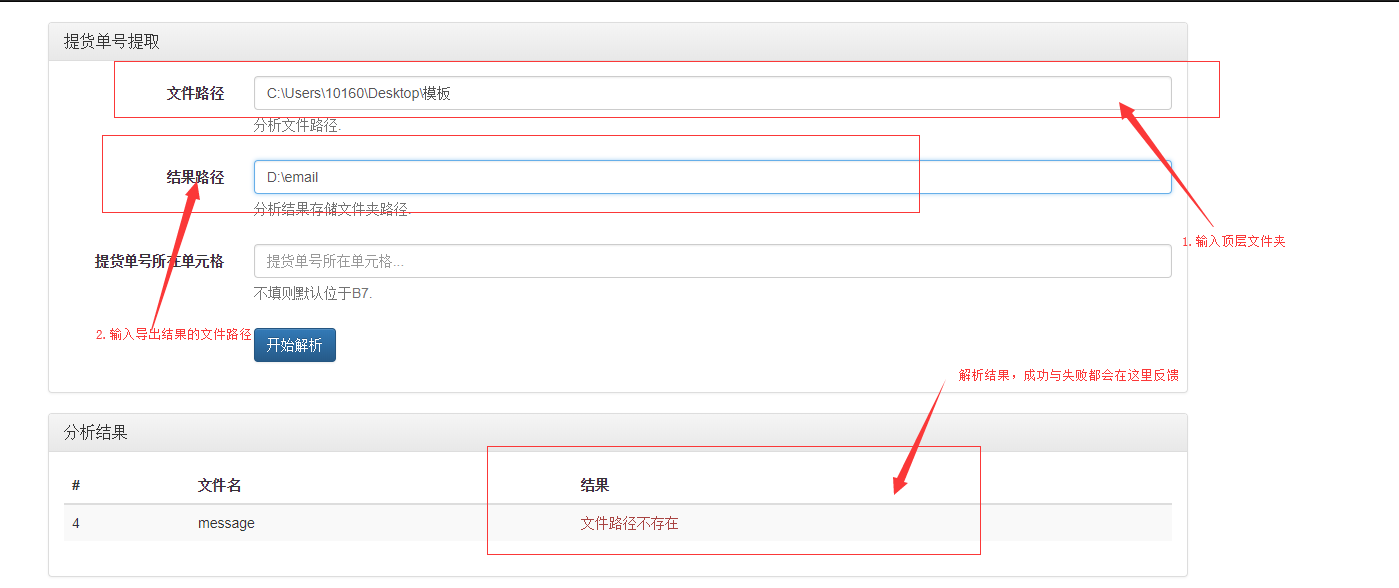 提货单号提取
文件路径
C:\Users\10160\Desktop\模板
分析文件路径.
结果路径
D:\email
分析结果存储文件夹路径.
1.输入顶层文件夹
提货单号所在单元格
提货单号所在单元格...
不填则默认位于B7.
2.输入导出结果的文件路径
开始解析
解析结果，成功与失败都会在这里反馈
分析结果
# 文件名 结果
4 message 文件路径不存在